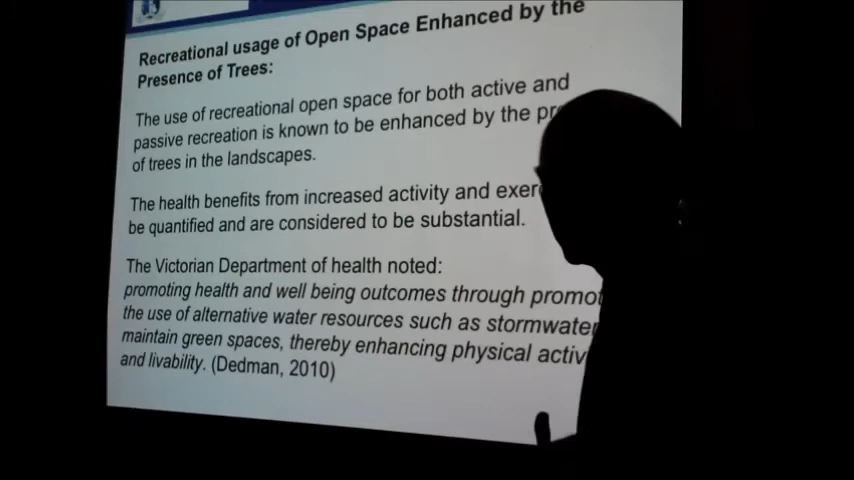 Recreational usage of Open Space Enhanced by the
Presence of Trees:
The use of recreational open space for both active and
passive recreation is known to be enhanced by the
of trees in the landscapes.
The health benefits from increased activity and
be quantified and are considered to be substantial.
The Victorian Department of health noted:
promoting health and well being outcomes through
the use of alternative water resources such as stormwater
maintain green spaces, thereby enhancing physical
and livability. (Dedman, 2010)